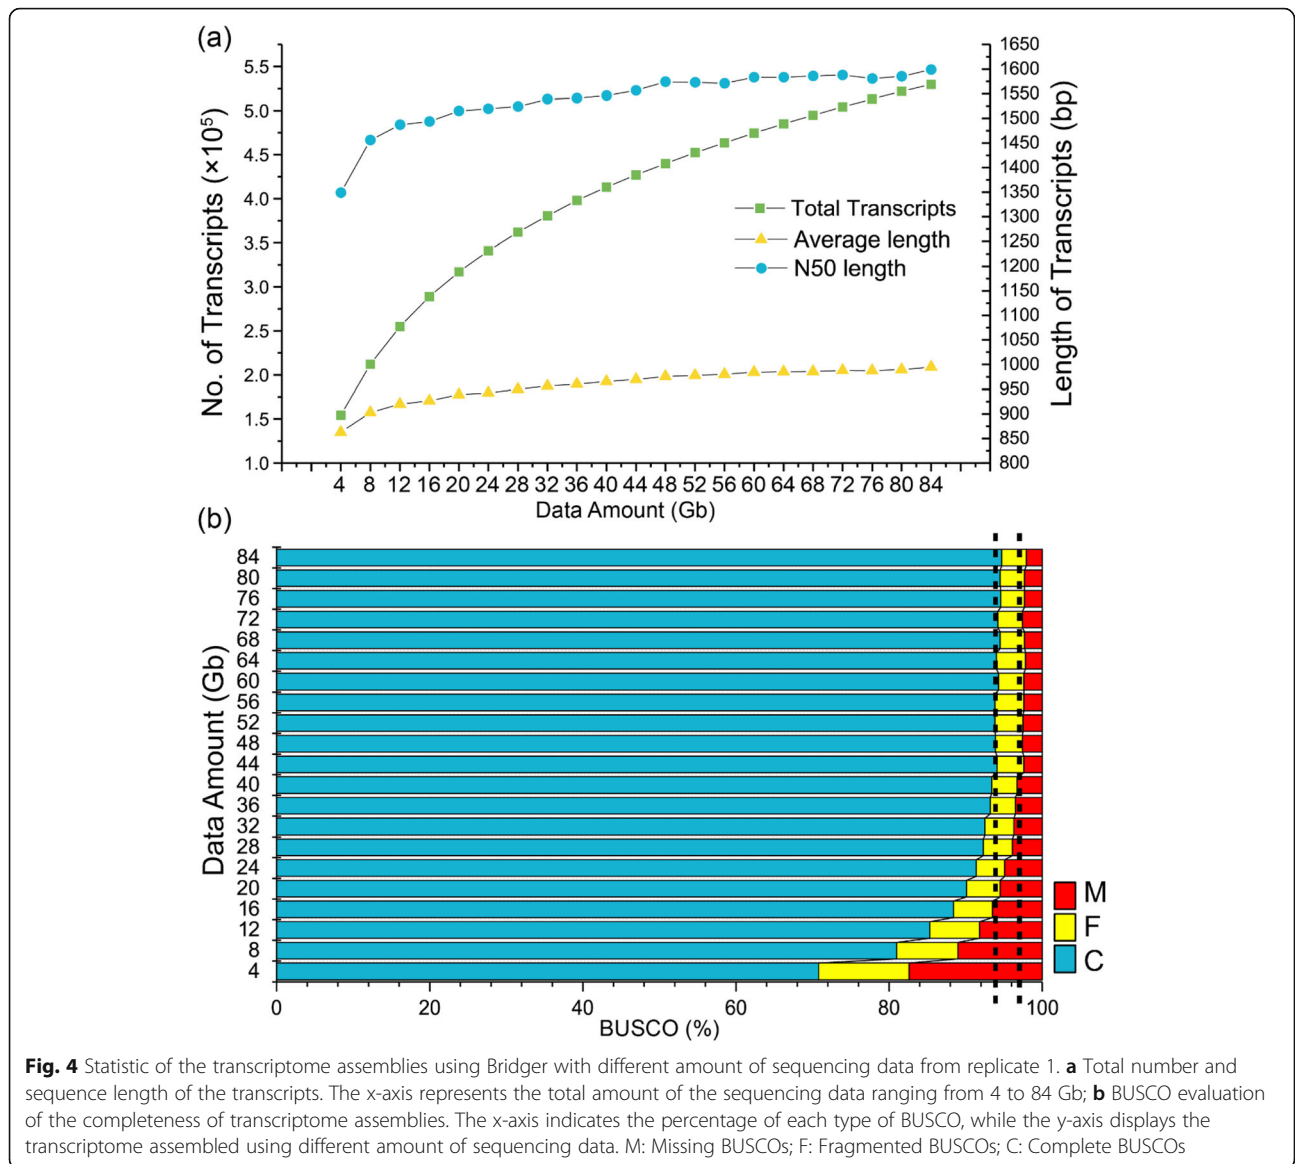 (a)
No. of Transcripts (×10⁵)
5.5
5.0
4.5
4.0
3.5
3.0
2.5
2.0
1.5
1.0
Total Transcripts
Average length
N50 length
1650
1600
1550
1500
1450
1400
1350
1300
1250
1200
1150
1100
1050
1000
950
900
850
800
Length of Transcripts (bp)
4 8 12 16 20 24 28 32 36 40 44 48 52 56 60 64 68 72 76 80 84
Data Amount (Gb)
(b)
Data Amount (Gb)
84
80
76
72
68
64
60
56
52
48
44
40
36
32
28
24
20
16
12
8
4
M
F
C
0 20 40 60 80 100
BUSCO (%)
Fig. 4 Statistic of the transcriptome assemblies using Bridger with different amount of sequencing data from replicate 1. a Total number and
sequence length of the transcripts. The x-axis represents the total amount of the sequencing data ranging from 4 to 84 Gb; b BUSCO evaluation
of the completeness of transcriptome assemblies. The x-axis indicates the percentage of each type of BUSCO, while the y-axis displays the
transcriptome assembled using different amount of sequencing data. M: Missing BUSCOs; F: Fragmented BUSCOs; C: Complete BUSCOs